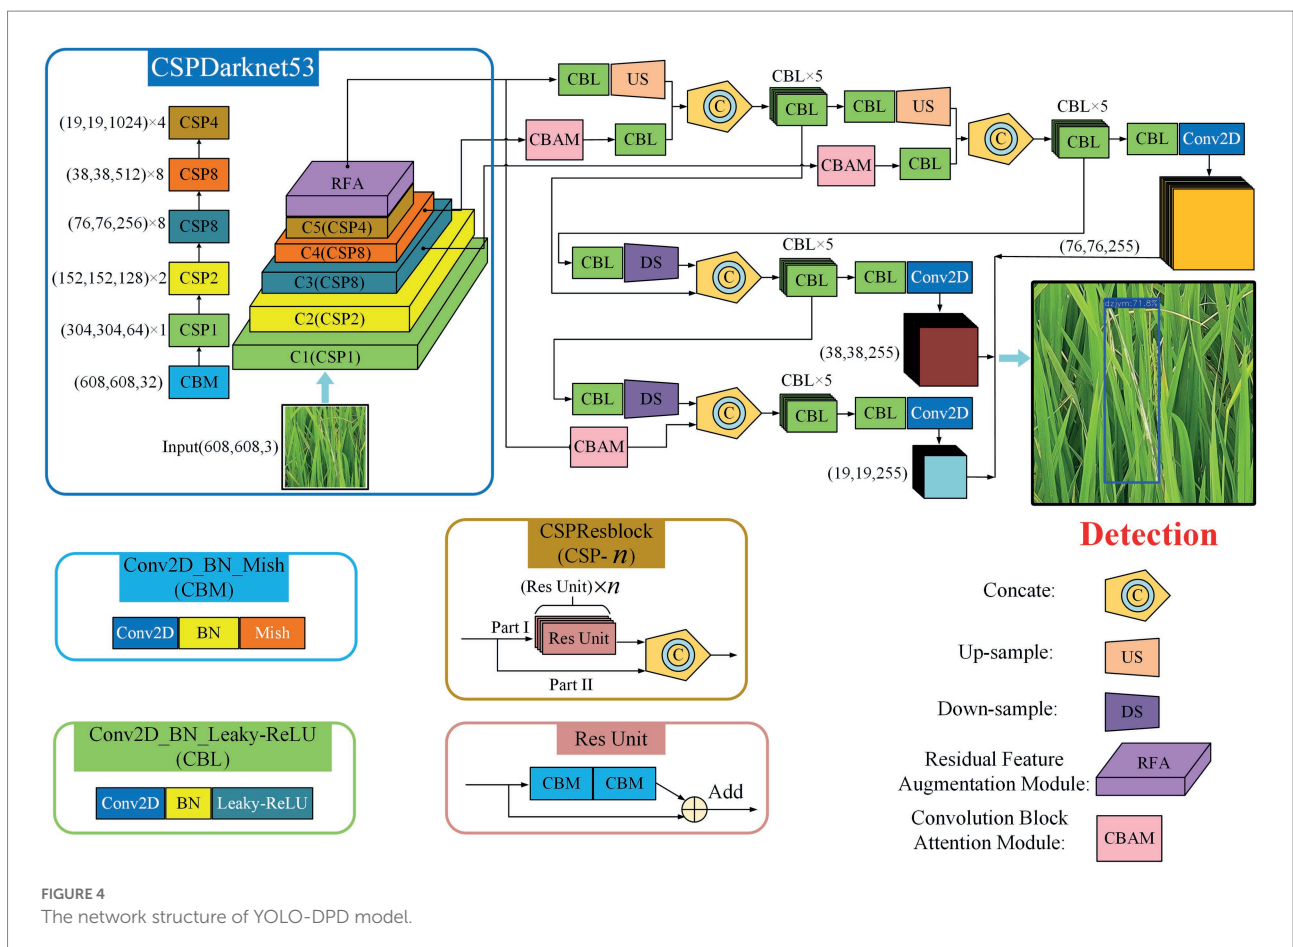 CSPDarknet53
(19,19,1024)×4
CSP4
(38,38,512)×8
CSP8
(76,76,256)×8
CSP8
(152,152,128)×2
CSP2
(304,304,64)×1
CSP1
(608,608,32)
CBM
RFA
C5(CSP4)
C4(CSP8)
C3(CSP8)
C2(CSP2)
C1(CSP1)
Input(608,608,3)
CBL
US
CBAM
CBL
C
CBL×5
CBL
CBL
US
CBAM
CBL
C
CBL×5
CBL
CBL
Conv2D
(76,76,255)
CBL
DS
C
CBL×5
CBL
CBL
Conv2D
(38,38,255)
CBL
DS
CBAM
C
CBL×5
CBL
CBL
Conv2D
(19,19,255)
dzjym:71.8%
Detection
Conv2D_BN_Mish
(CBM)
Conv2D
BN
Mish
Conv2D_BN_Leaky-ReLU
(CBL)
Conv2D
BN
Leaky-ReLU
CSPResblock
(CSP- n)
(Res Unit)×n
Part I
Res Unit
C
Part II
Res Unit
CBM
CBM
Add
Concate:
C
Up-sample:
US
Down-sample:
DS
Residual Feature
Augmentation Module:
RFA
Convolution Block
Attention Module:
CBAM
FIGURE 4
The network structure of YOLO-DPD model.